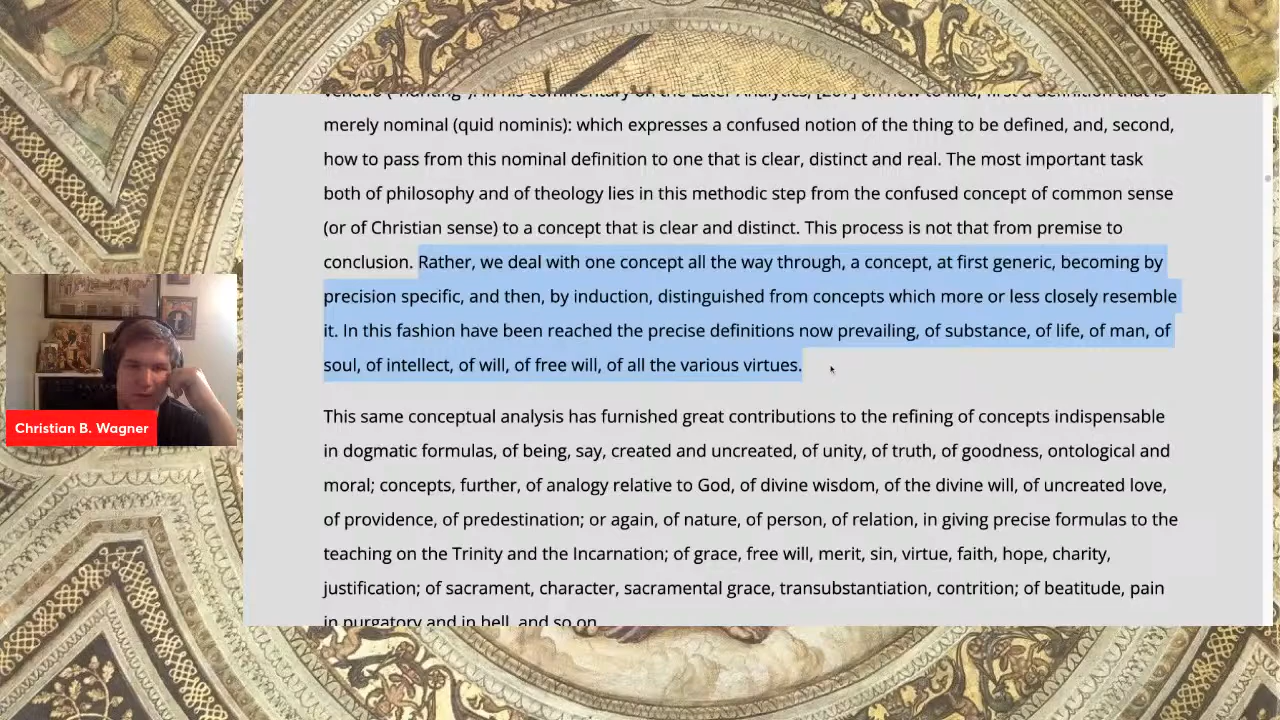 merely nominal (quid nominis): which expresses a confused notion of the thing to be defined, and, second,
how to pass from this nominal definition to one that is clear, distinct and real. The most important task
both of philosophy and of theology lies in this methodic step from the confused concept of common sense
(or of Christian sense) to a concept that is clear and distinct. This process is not that from premise to
conclusion. Rather, we deal with one concept all the way through, a concept, at first generic, becoming by
precision specific, and then, by induction, distinguished from concepts which more or less closely resemble
it. In this fashion have been reached the precise definitions now prevailing, of substance, of life, of man, of
soul, of intellect, of will, of free will, of all the various virtues.
This same conceptual analysis has furnished great contributions to the refining of concepts indispensable
in dogmatic formulas, of being, say, created and uncreated, of unity, of truth, of goodness, ontological and
moral; concepts, further, of analogy relative to God, of divine wisdom, of the divine will, of uncreated love,
of providence, of predestination; or again, of nature, of person, of relation, in giving precise formulas to the
teaching on the Trinity and the Incarnation; of grace, free will, merit, sin, virtue, faith, hope, charity,
justification; of sacrament, character, sacramental grace, transubstantiation, contrition; of beatitude, pain
in purgatory and in hell, and so on
Christian B. Wagner